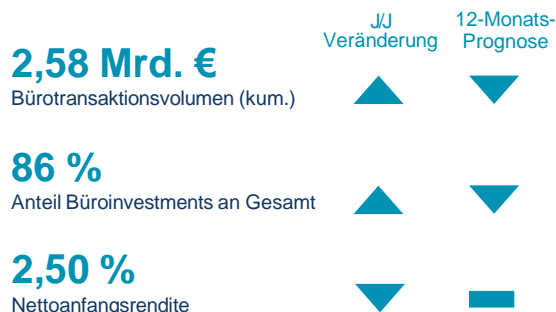 J/J
Veränderung
12-Monats-
Prognose
2,58 Mrd. €
Bürotransaktionsvolumen (kum.)
86 %
Anteil Büroinvestments an Gesamt
2,50 %
Nettoanfangsrendite